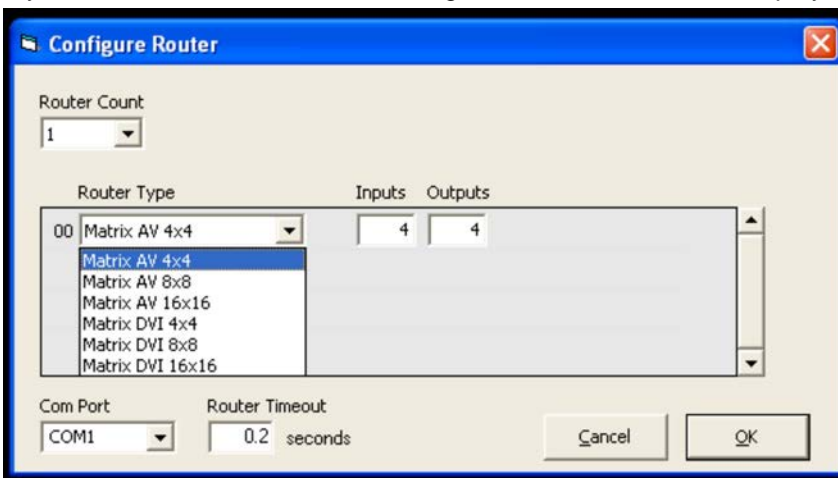 Configure Router
Router Count
1
Router Type Inputs Outputs
00 Matrix AV 4x4 4 4
Matrix AV 4x4
Matrix AV 8x8
Matrix AV 16x16
Matrix DVI 4x4
Matrix DVI 8x8
Matrix DVI 16x16
Com Port Router Timeout
COM1 0.2 seconds Cancel OK